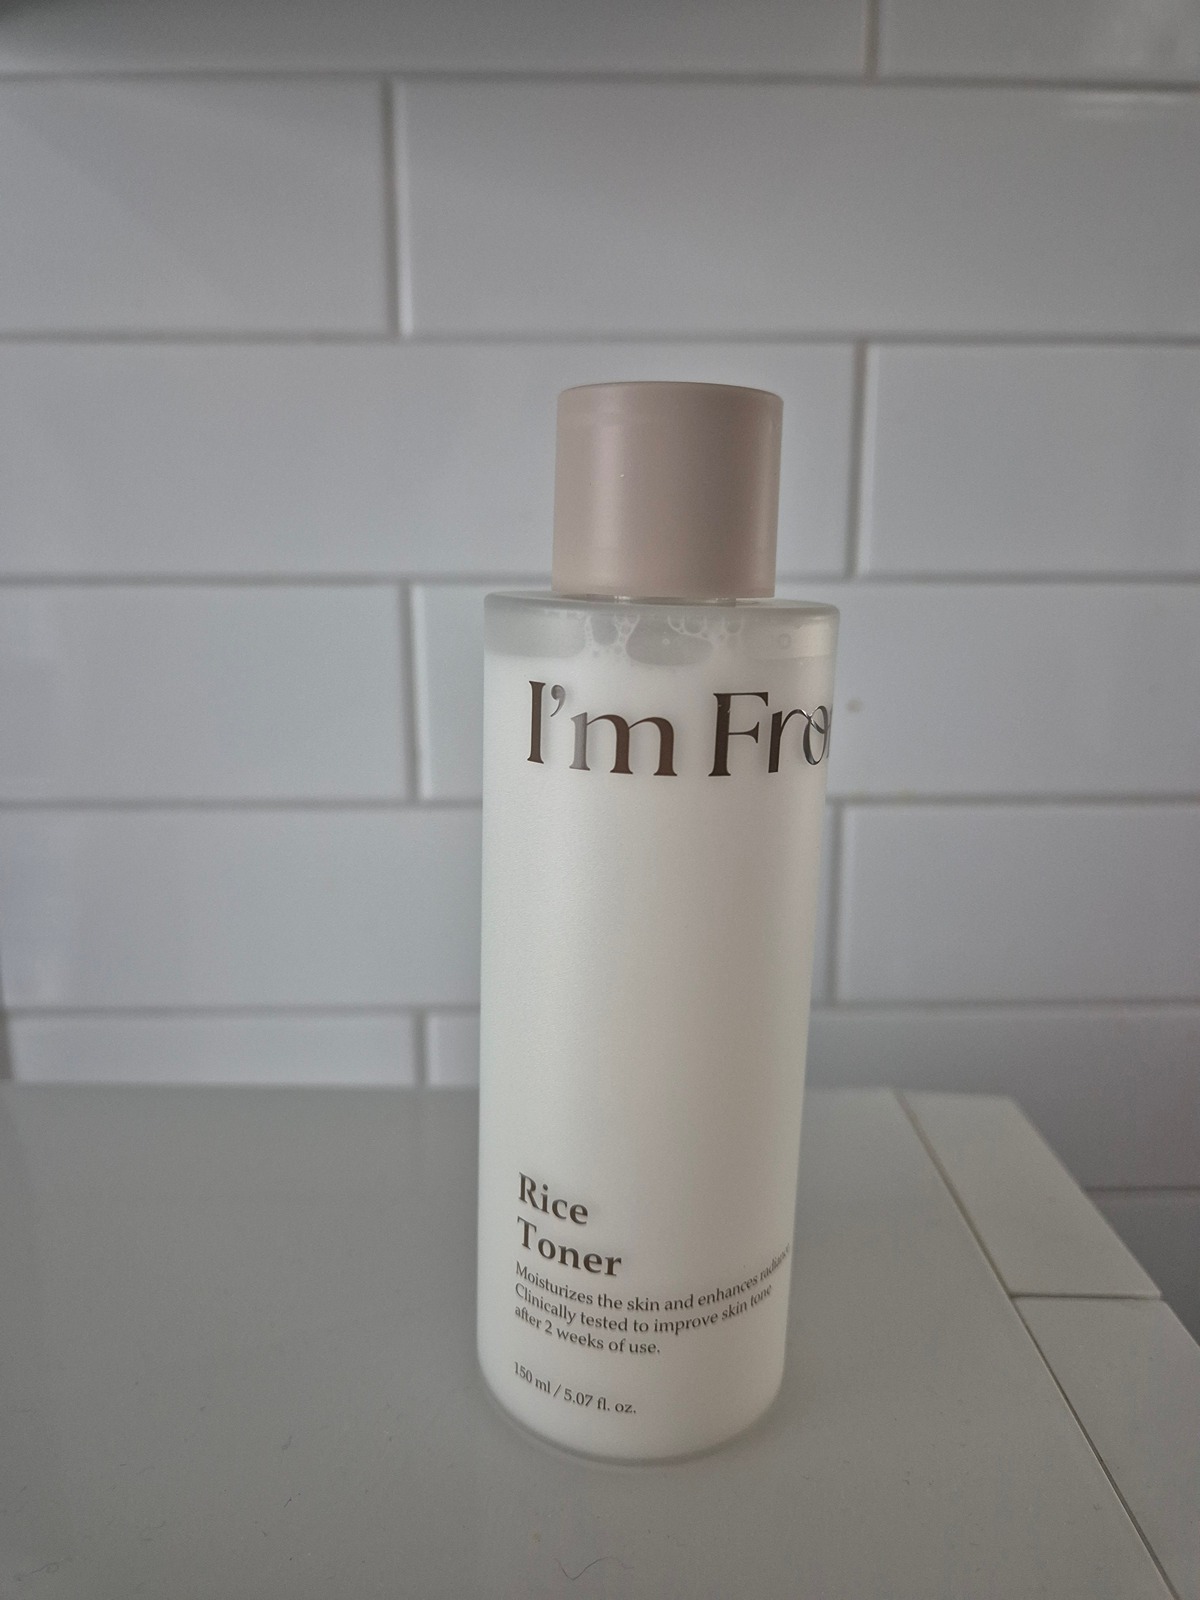 I'm Fro
Rice
Toner
Moisturizes the skin and enhances radiance.
Clinically tested to improve skin tone
after 2 weeks of use.
150 ml / 5.07 fl. oz.